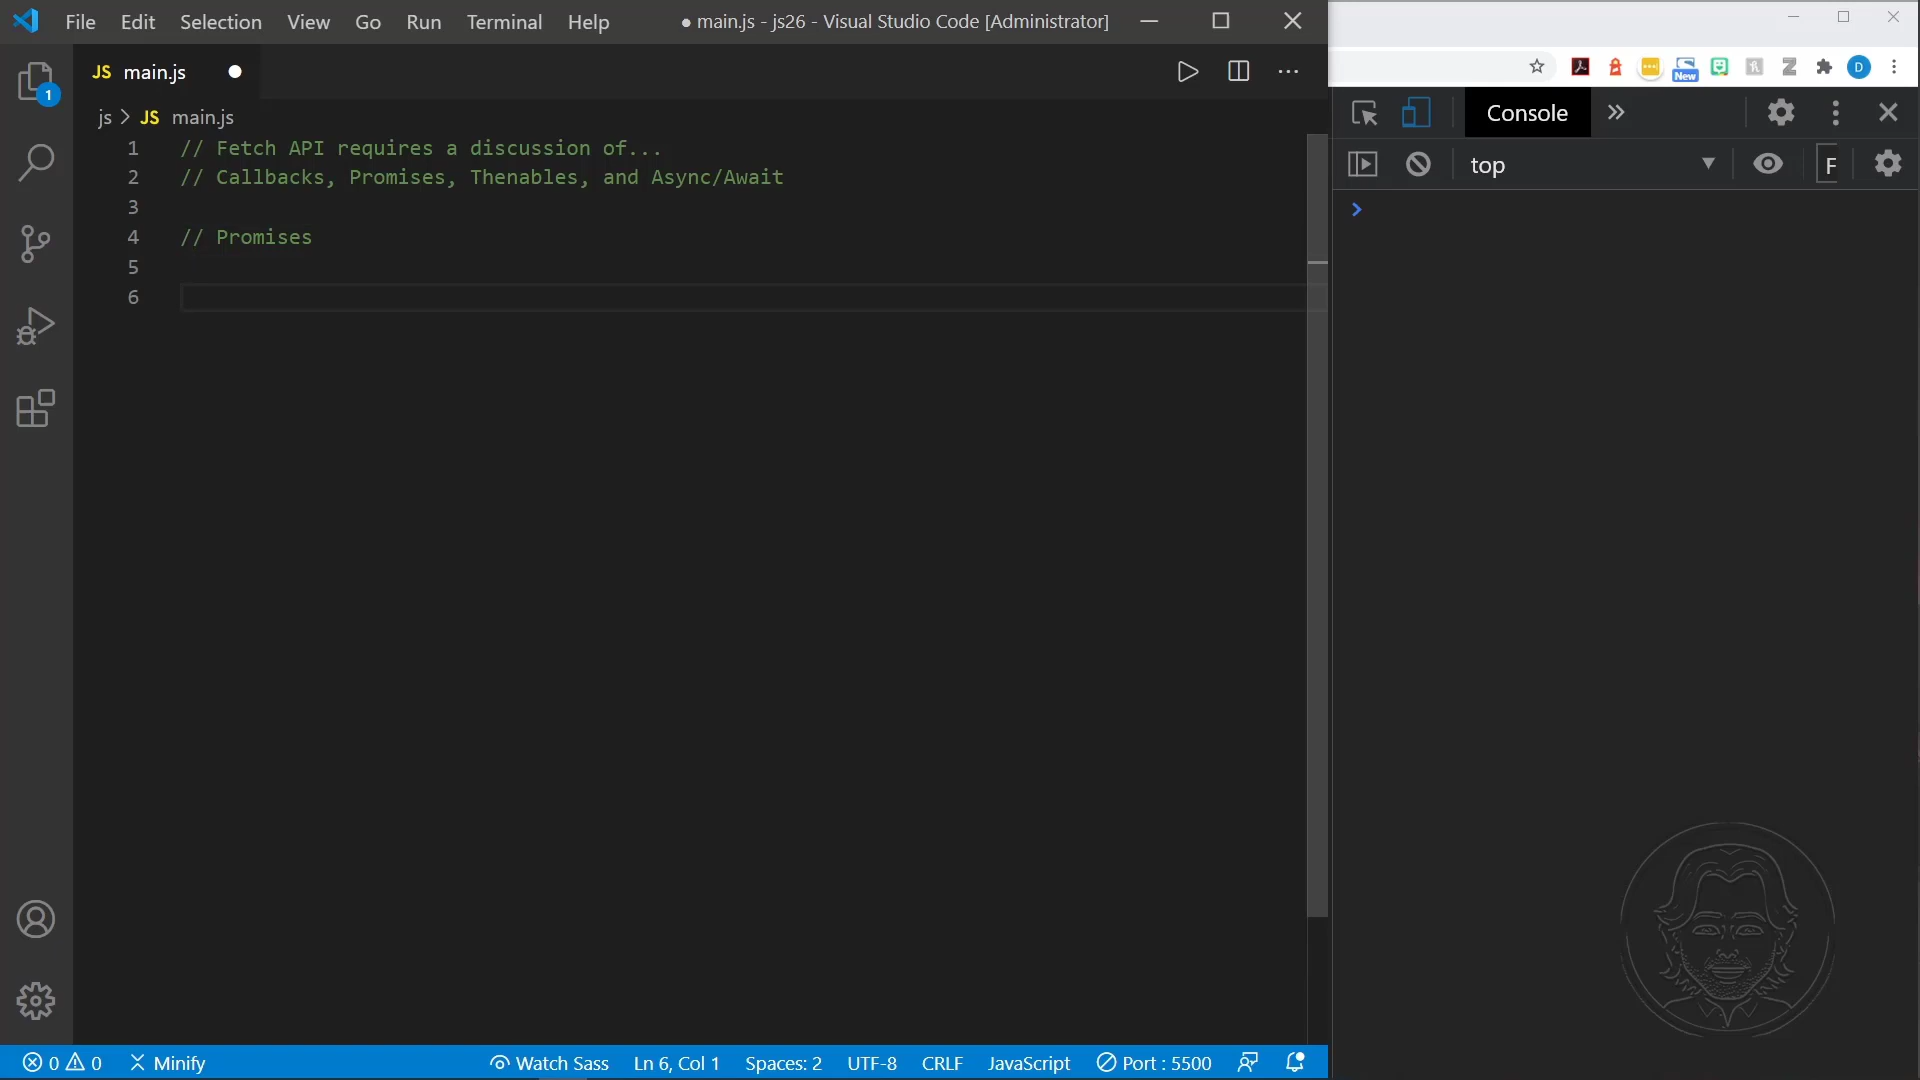 File Edit Selection View Go Run Terminal Help ● main.js - js26 - Visual Studio Code [Administrator]
JS main.js
js > JS main.js
1 // Fetch API requires a discussion of...
2 // Callbacks, Promises, Thenables, and Async/Await
3
4 // Promises
5
6
1
0 0 Minify Watch Sass Ln 6, Col 1 Spaces: 2 UTF-8 CRLF JavaScript Port : 5500
New D
Console
top F